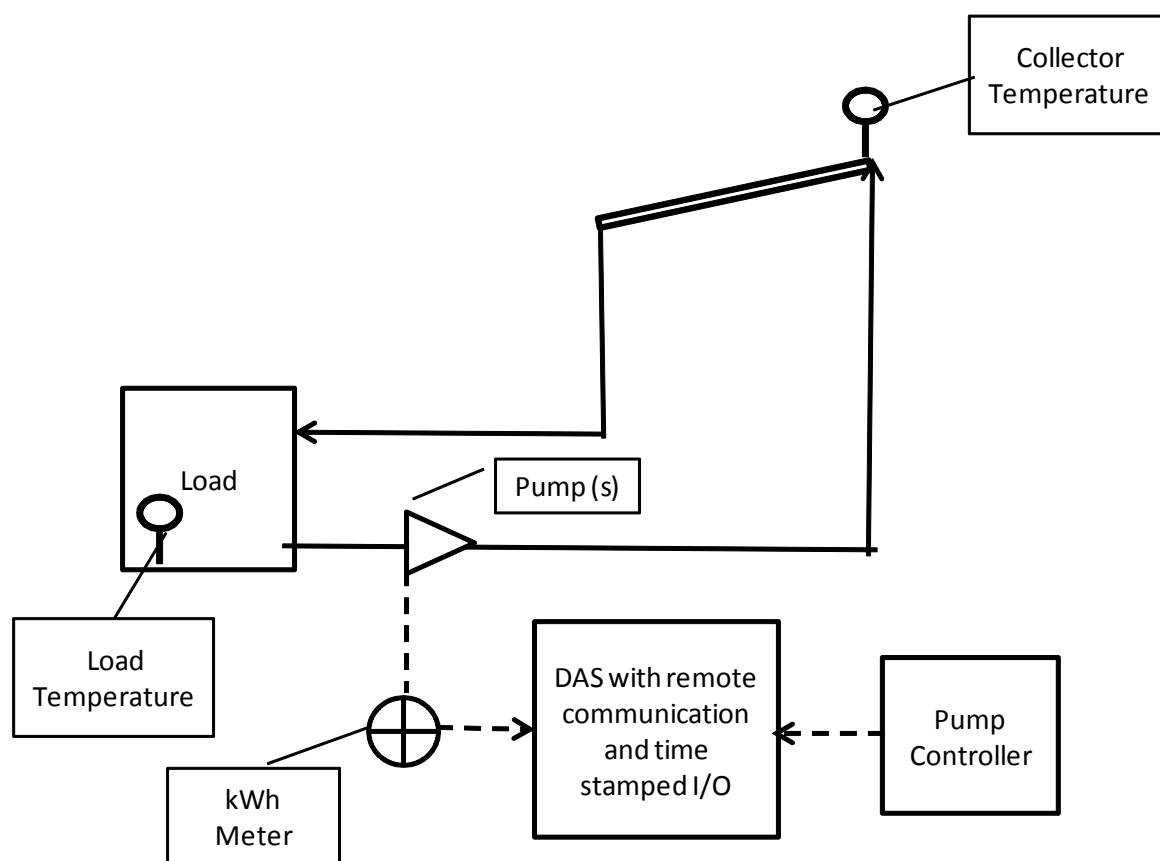 Collector
Temperature
Load
Pump (s)
Load
Temperature
DAS with remote
communication
and time
stamped I/O
Pump
Controller
kWh
Meter